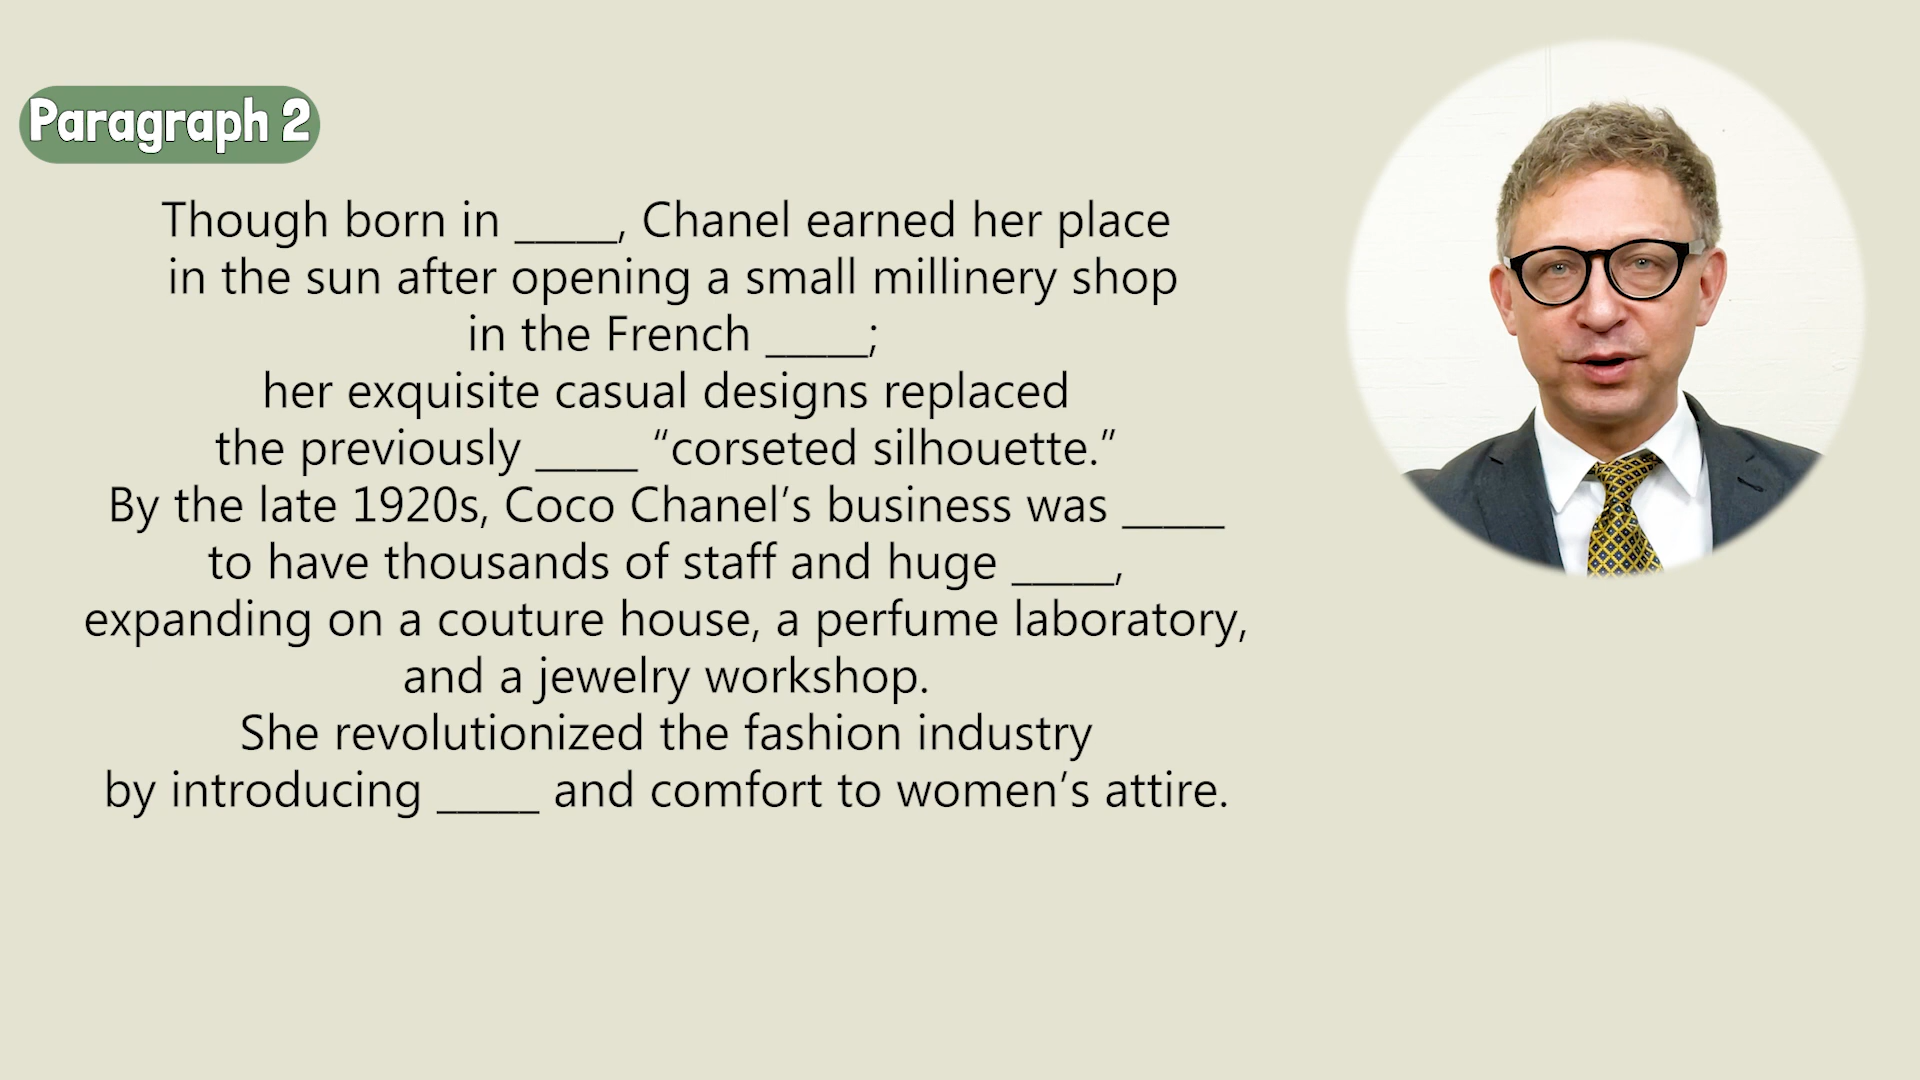 Paragraph 2
Though born in _____, Chanel earned her place
in the sun after opening a small millinery shop
in the French _____;
her exquisite casual designs replaced
the previously _____ “corseted silhouette.”
By the late 1920s, Coco Chanel’s business was _____
to have thousands of staff and huge _____,
expanding on a couture house, a perfume laboratory,
and a jewelry workshop.
She revolutionized the fashion industry
by introducing _____ and comfort to women’s attire.